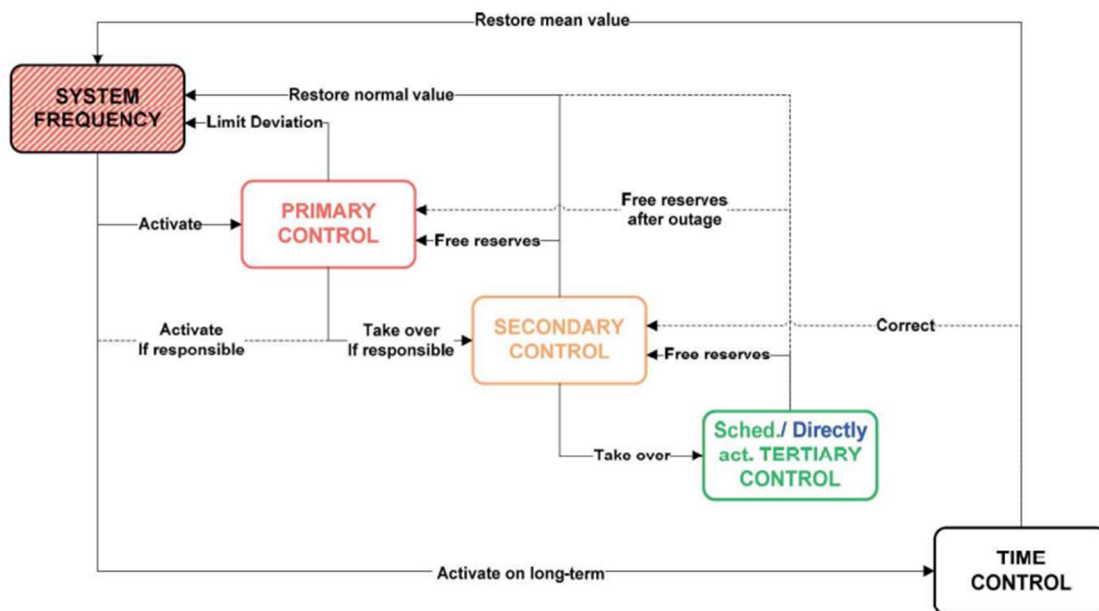 Restore mean value
SYSTEM
FREQUENCY
Restore normal value
Limit Deviation
PRIMARY
CONTROL
Free reserves
after outage
Activate
Free reserves
Activate
If responsible
Take over
If responsible
SECONDARY
CONTROL
Correct
Free reserves
Sched./ Directly
act. TERTIARY
CONTROL
Take over
TIME
CONTROL
Activate on long-term